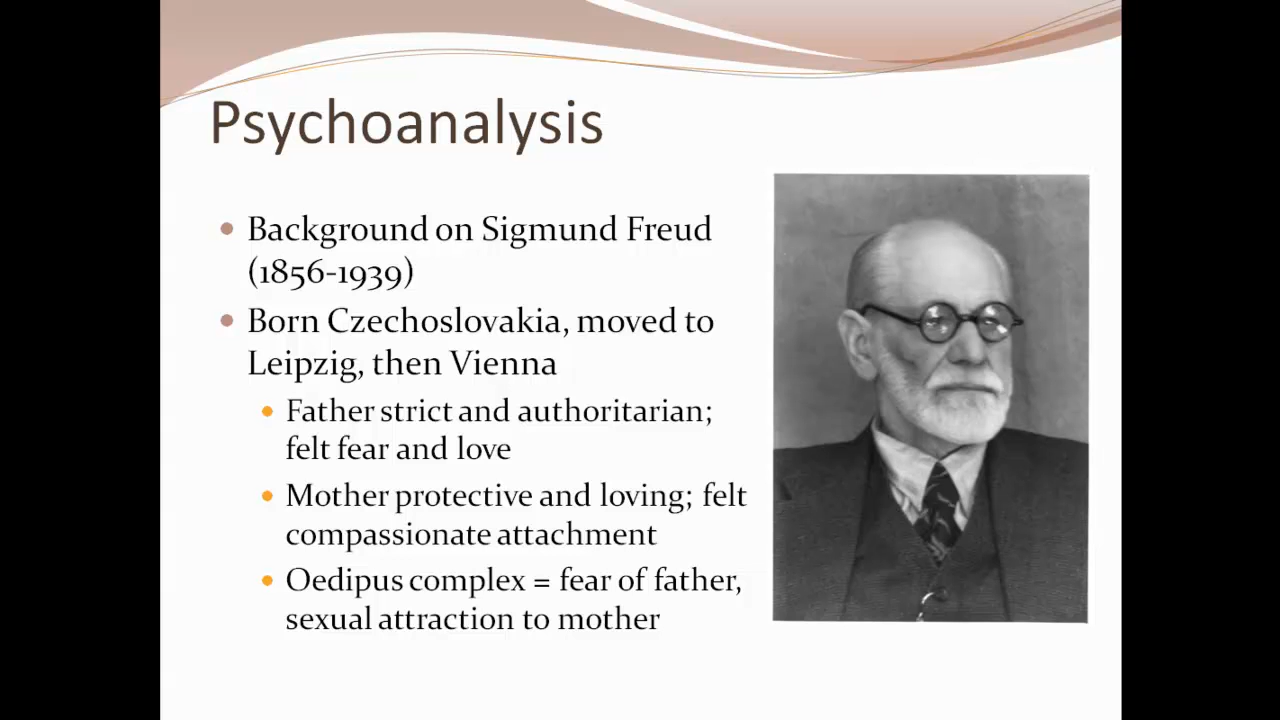 Psychoanalysis
• Background on Sigmund Freud
(1856-1939)
• Born Czechoslovakia, moved to
Leipzig, then Vienna
• Father strict and authoritarian;
felt fear and love
• Mother protective and loving; felt
compassionate attachment
• Oedipus complex = fear of father,
sexual attraction to mother